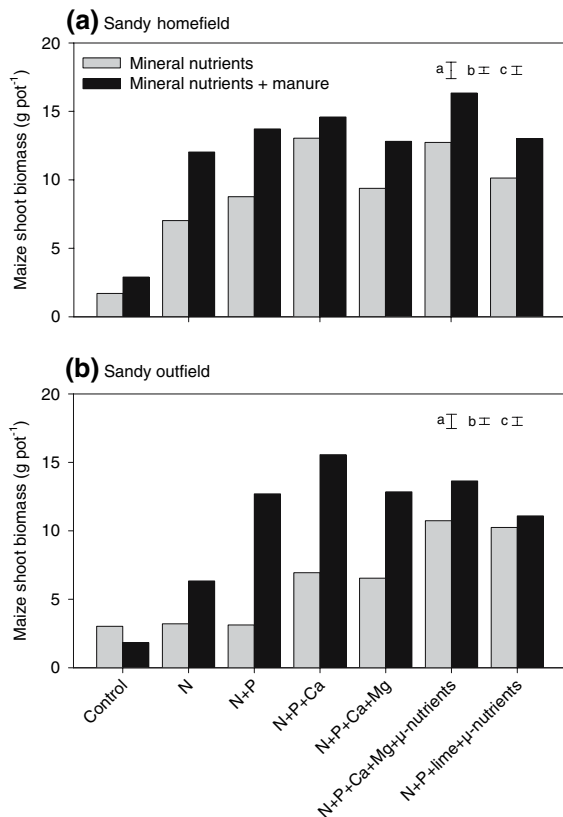 (a) Sandy homefield
Mineral nutrients
Mineral nutrients + manure
a b c
20
15
10
5
0
Maize shoot biomass (g pot⁻¹)
(b) Sandy outfield
a b c
20
15
10
5
0
Maize shoot biomass (g pot⁻¹)
Control
N
N+P
N+P+Ca
N+P+Ca+Mg
N+P+Ca+Mg+μ-nutrients
N+P+lime+μ-nutrients